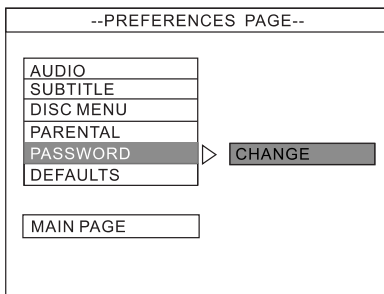 --PREFERENCES PAGE--
AUDIO
SUBTITLE
DISC MENU
PARENTAL
PASSWORD
CHANGE
DEFAULTS
MAIN PAGE